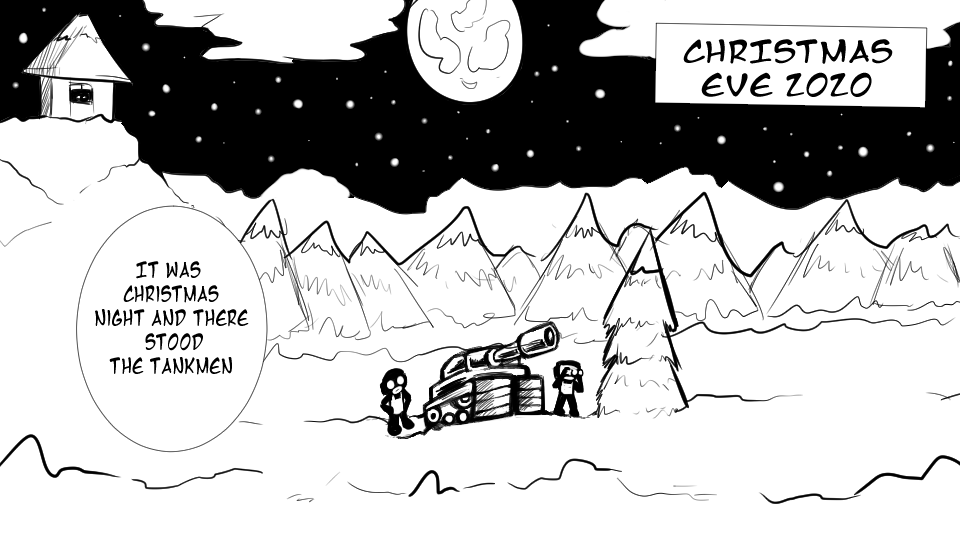 CHRISTMAS
EVE 2020
IT WAS
CHRISTMAS
NIGHT AND THERE
STOOD
THE TANKMEN